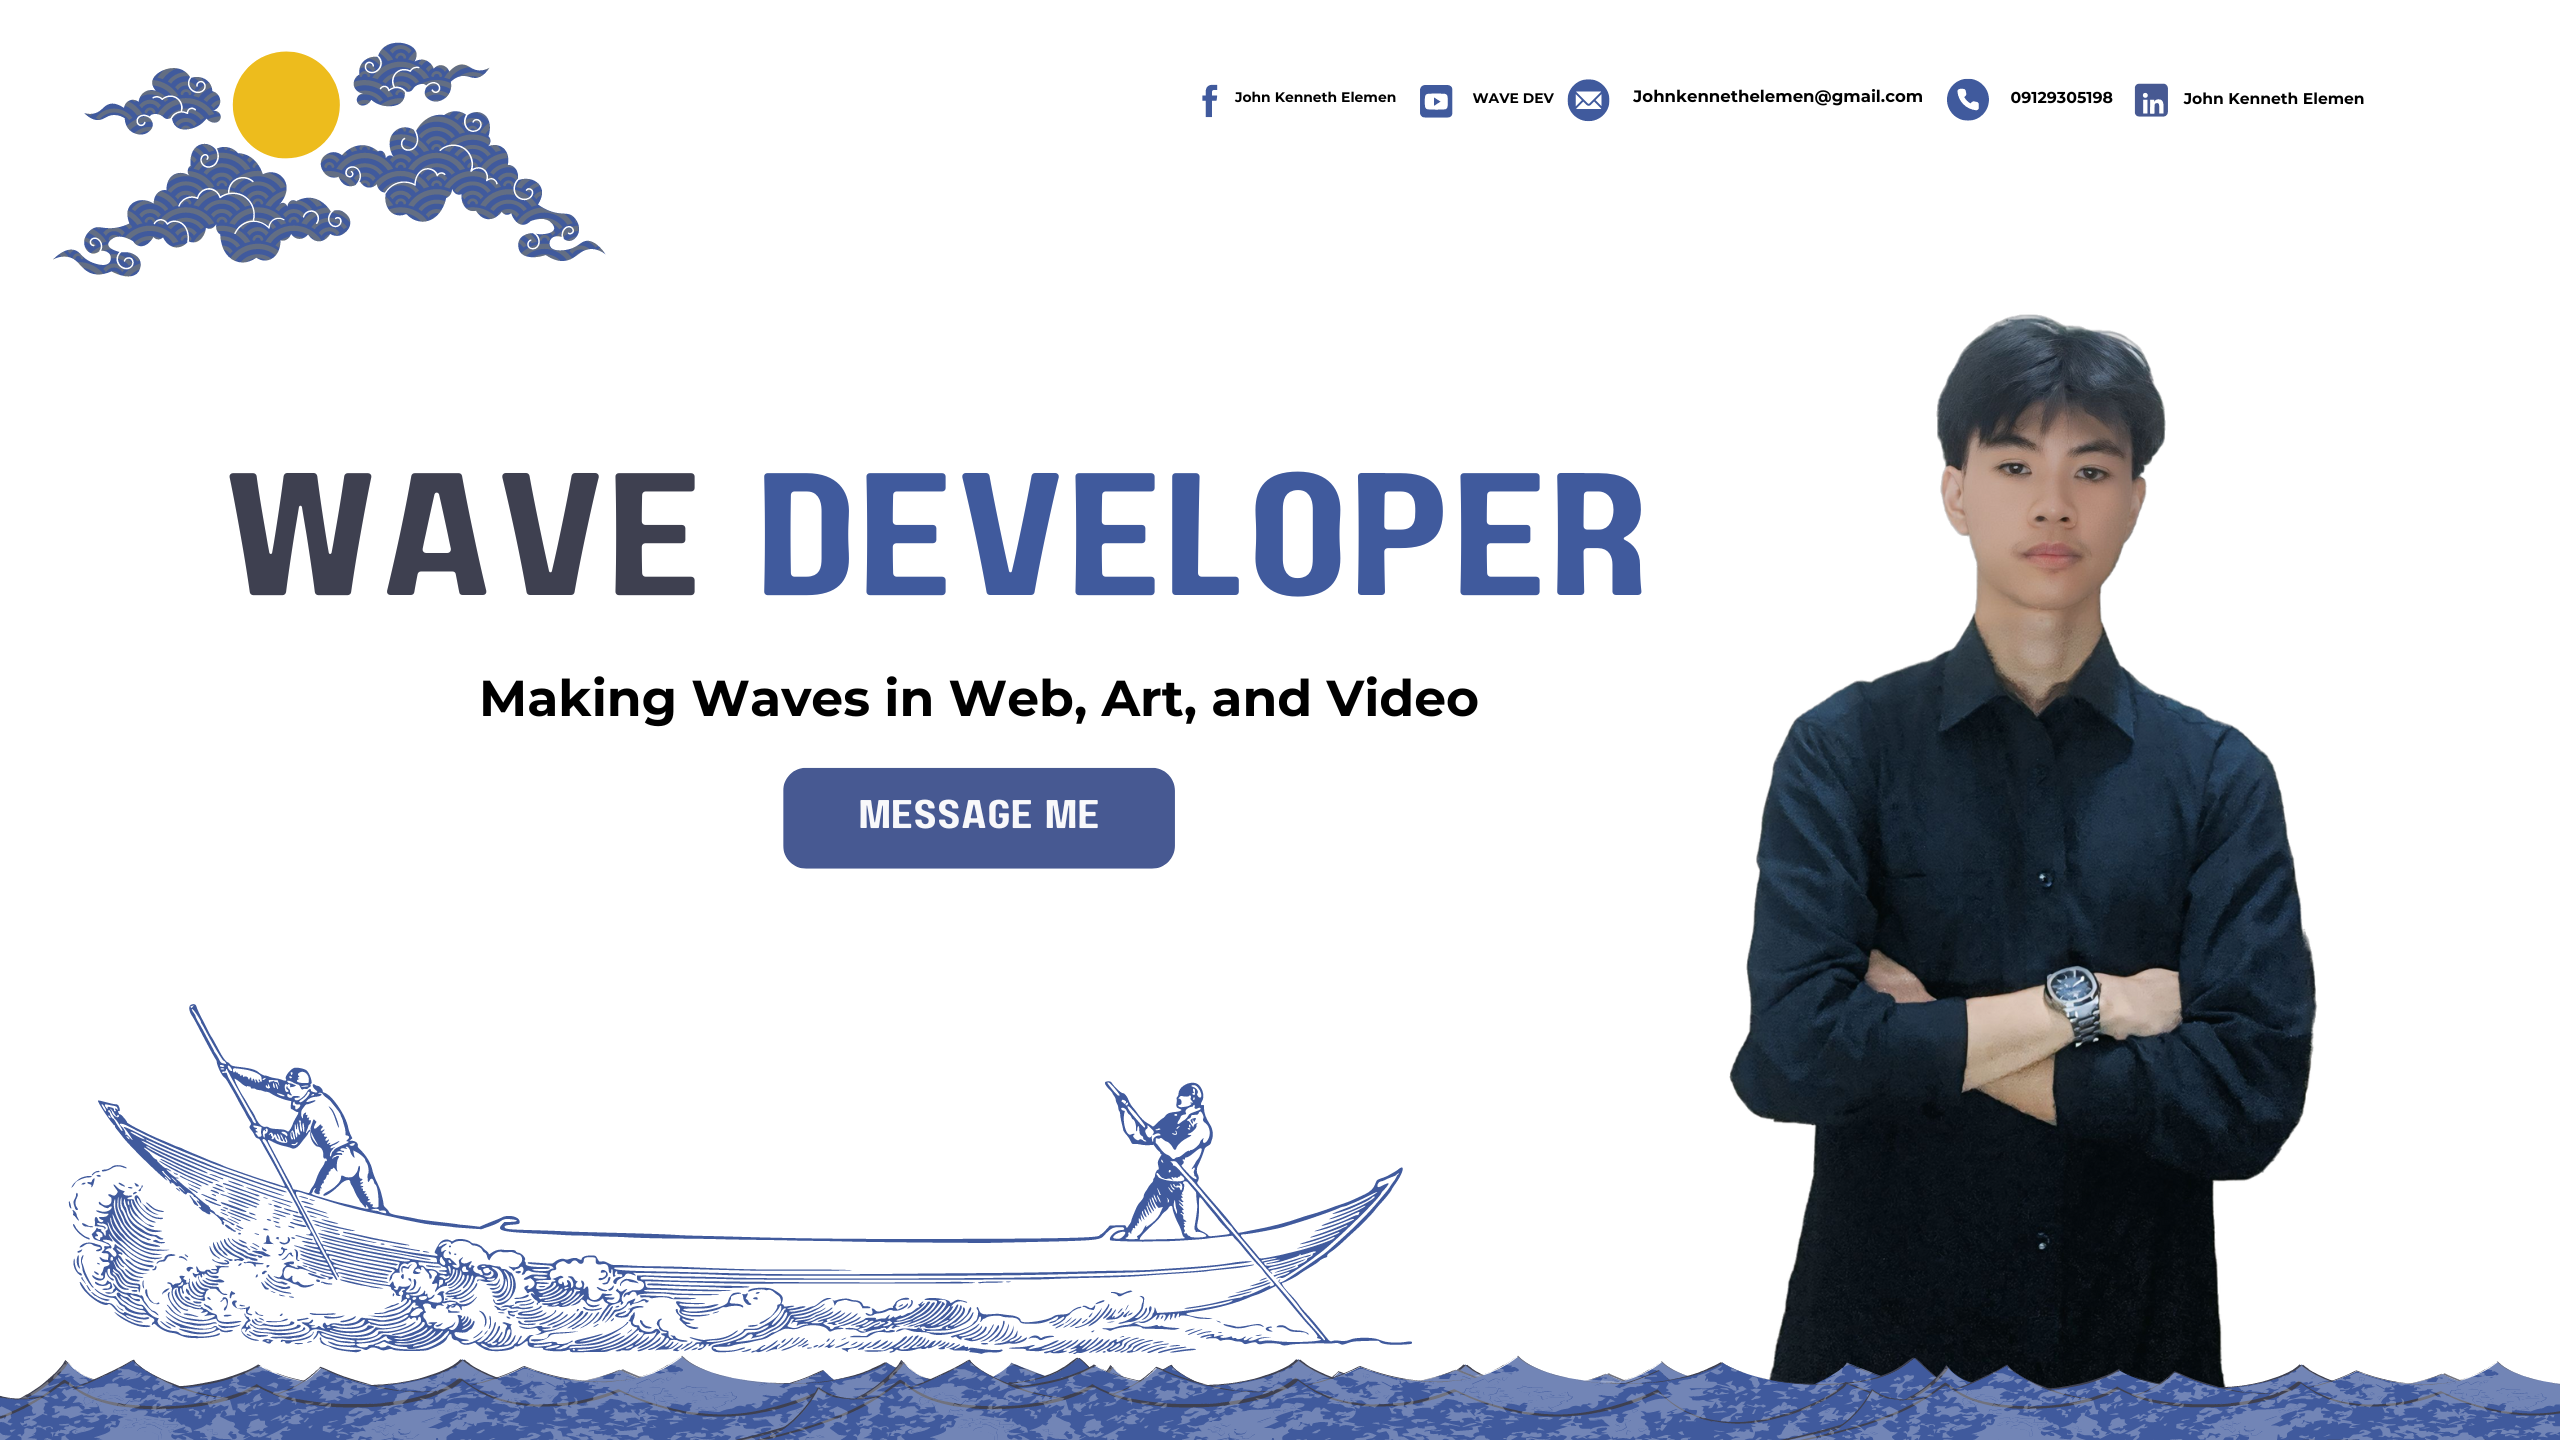 John Kenneth Elemen WAVE DEV Johnkennethelemen@gmail.com 09129305198 John Kenneth Elemen
WAVE DEVELOPER
Making Waves in Web, Art, and Video
MESSAGE ME